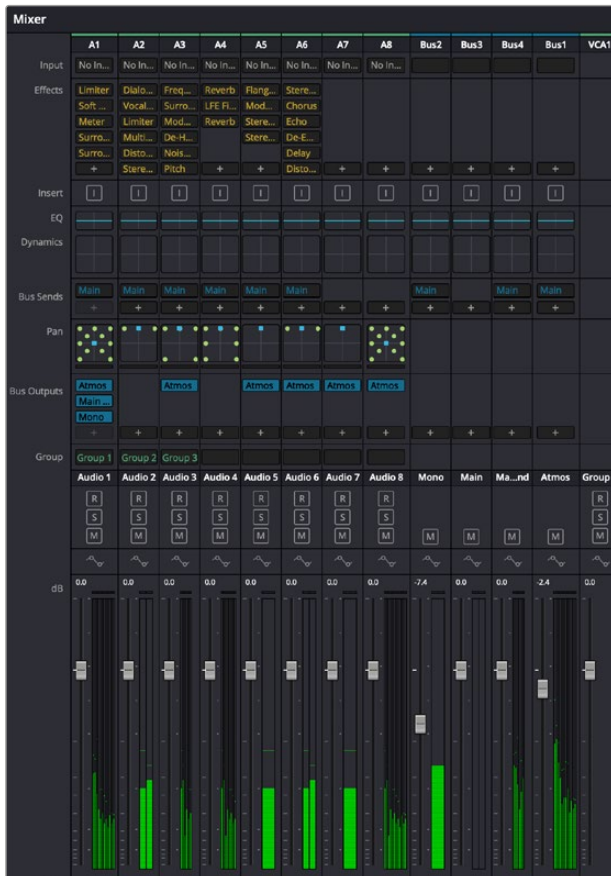 Mixer
A1 A2 A3 A4 A5 A6 A7 A8 Bus2 Bus3 Bus4 Bus1 VCA1
Input No In... No In... No In... No In... No In... No In... No In... No In...
Effects Limiter Dialo... Freq... Reverb Flang... Stere...
Soft ... Vocal... Surro... LFE Fi... Mod... Chorus
Meter Limiter Mod... Reverb Stere... Echo
Surro... Multi... De-H... Stere... De-E...
Surro... Disto... Nois... Delay
+ Stere... Pitch + + Disto... + + + + + +
Insert I I I I I I I I I I I I
EQ
Dynamics
Bus Sends Main Main Main Main Main Main Main Main Main
+ + + + + + + + + + + +
Pan
Bus Outputs Atmos Atmos Atmos Atmos Atmos Atmos
Main ...
Mono
+ + + + + + + + + + + +
Group Group 1 Group 2 Group 3
Audio 1 Audio 2 Audio 3 Audio 4 Audio 5 Audio 6 Audio 7 Audio 8 Mono Main Ma...nd Atmos Group
R R R R R R R R R
S S S S S S S S S
M M M M M M M M M M M M
dB 0.0 0.0 0.0 0.0 0.0 0.0 0.0 0.0 -7.4 0.0 0.0 -2.4 0.0